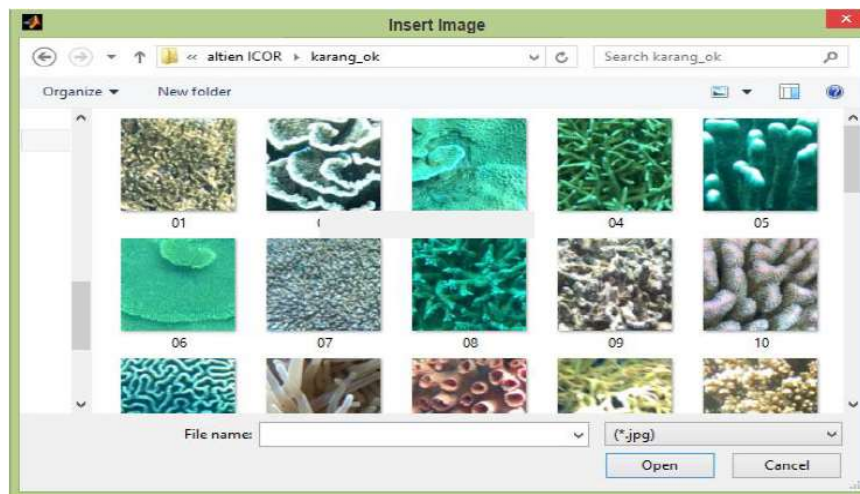 Insert Image
« altien ICOR ▸ karang_ok
Search karang_ok
Organize
New folder
01
04
05
06
07
08
09
10
File name:
(*.jpg)
Open
Cancel